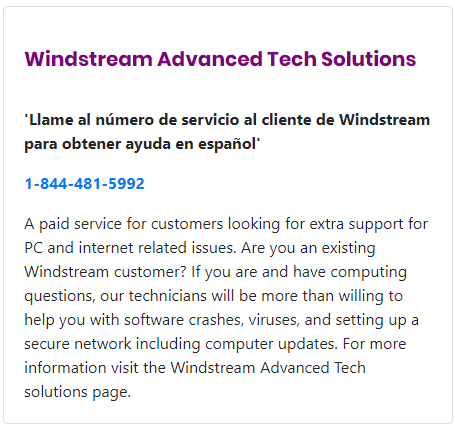 Windstream Advanced Tech Solutions
'Llame al número de servicio al cliente de Windstream
para obtener ayuda en español'
1-844-481-5992
A paid service for customers looking for extra support for
PC and internet related issues. Are you an existing
Windstream customer? If you are and have computing
questions, our technicians will be more than willing to
help you with software crashes, viruses, and setting up a
secure network including computer updates. For more
information visit the Windstream Advanced Tech
solutions page.